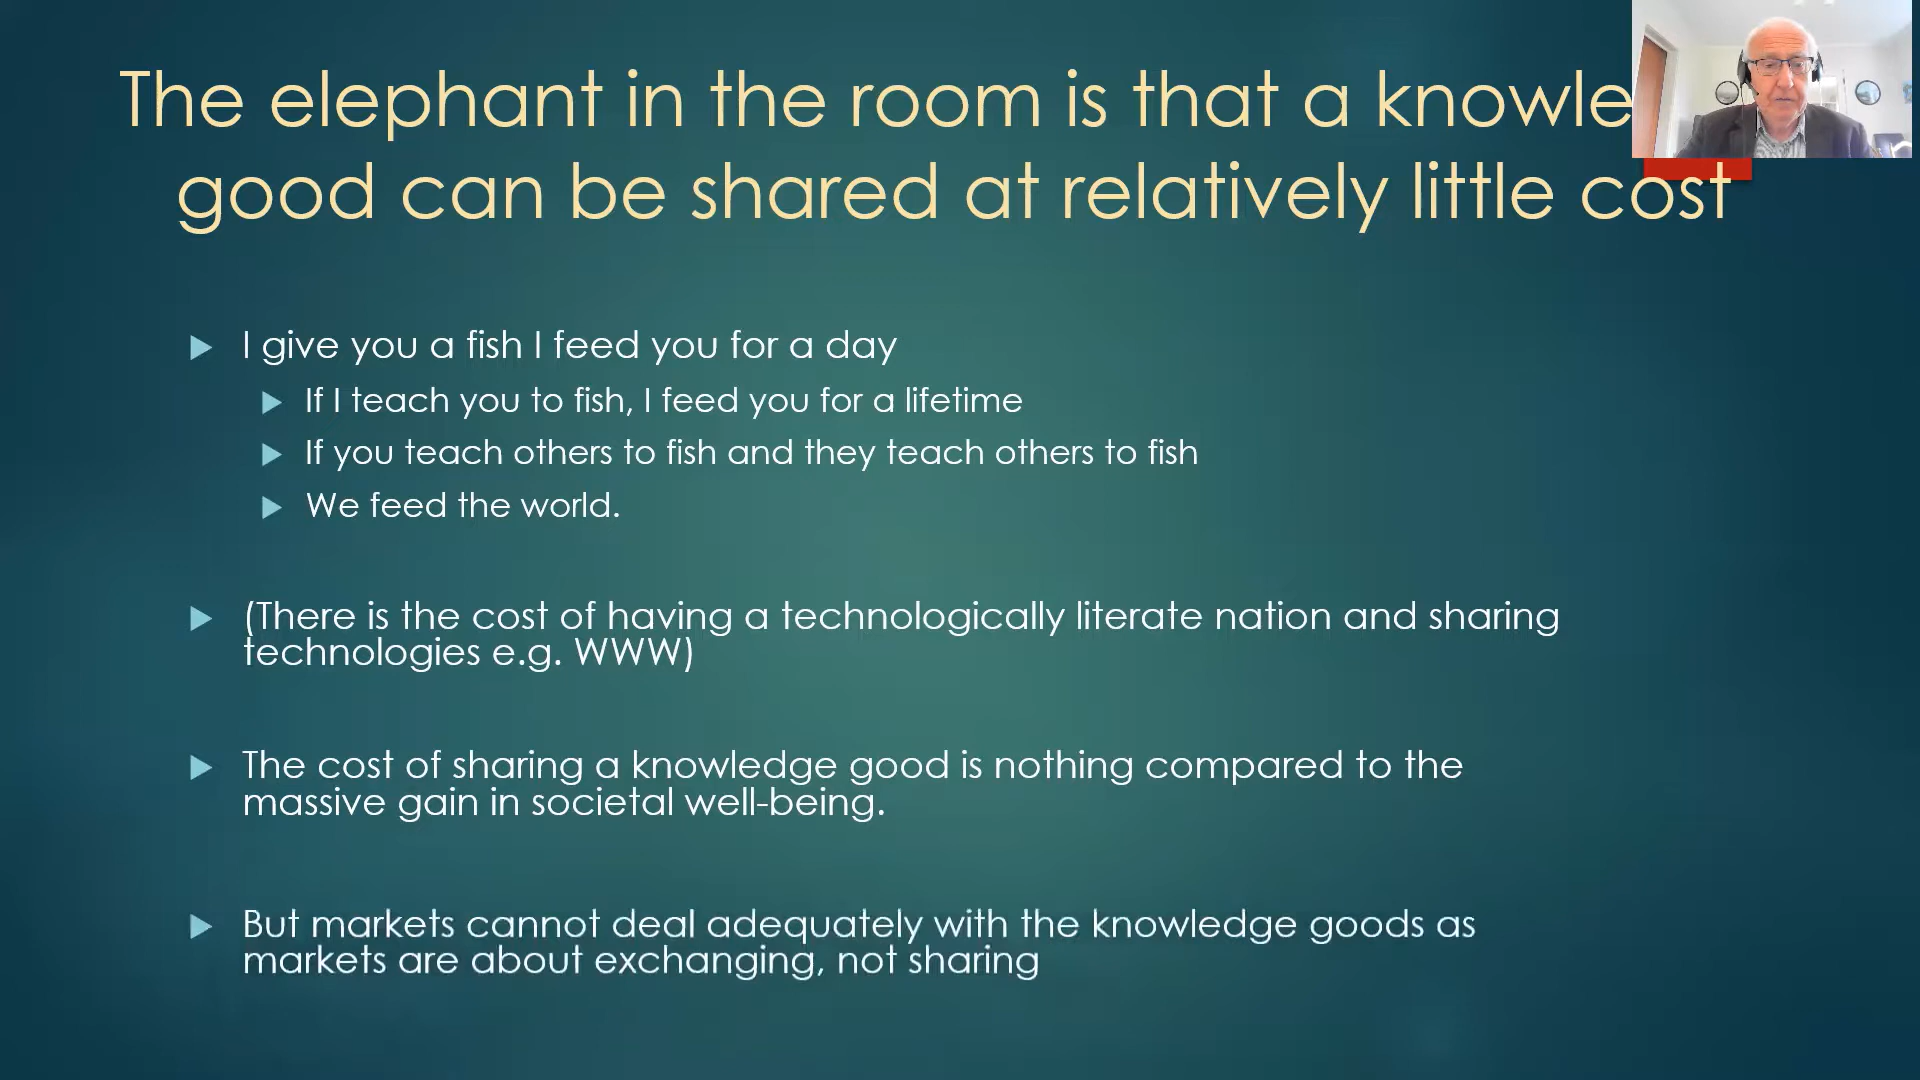 The elephant in the room is that a knowle
good can be shared at relatively little cost
I give you a fish I feed you for a day
If I teach you to fish, I feed you for a lifetime
If you teach others to fish and they teach others to fish
We feed the world.
(There is the cost of having a technologically literate nation and sharing
technologies e.g. WWW)
The cost of sharing a knowledge good is nothing compared to the
massive gain in societal well-being.
But markets cannot deal adequately with the knowledge goods as
markets are about exchanging, not sharing